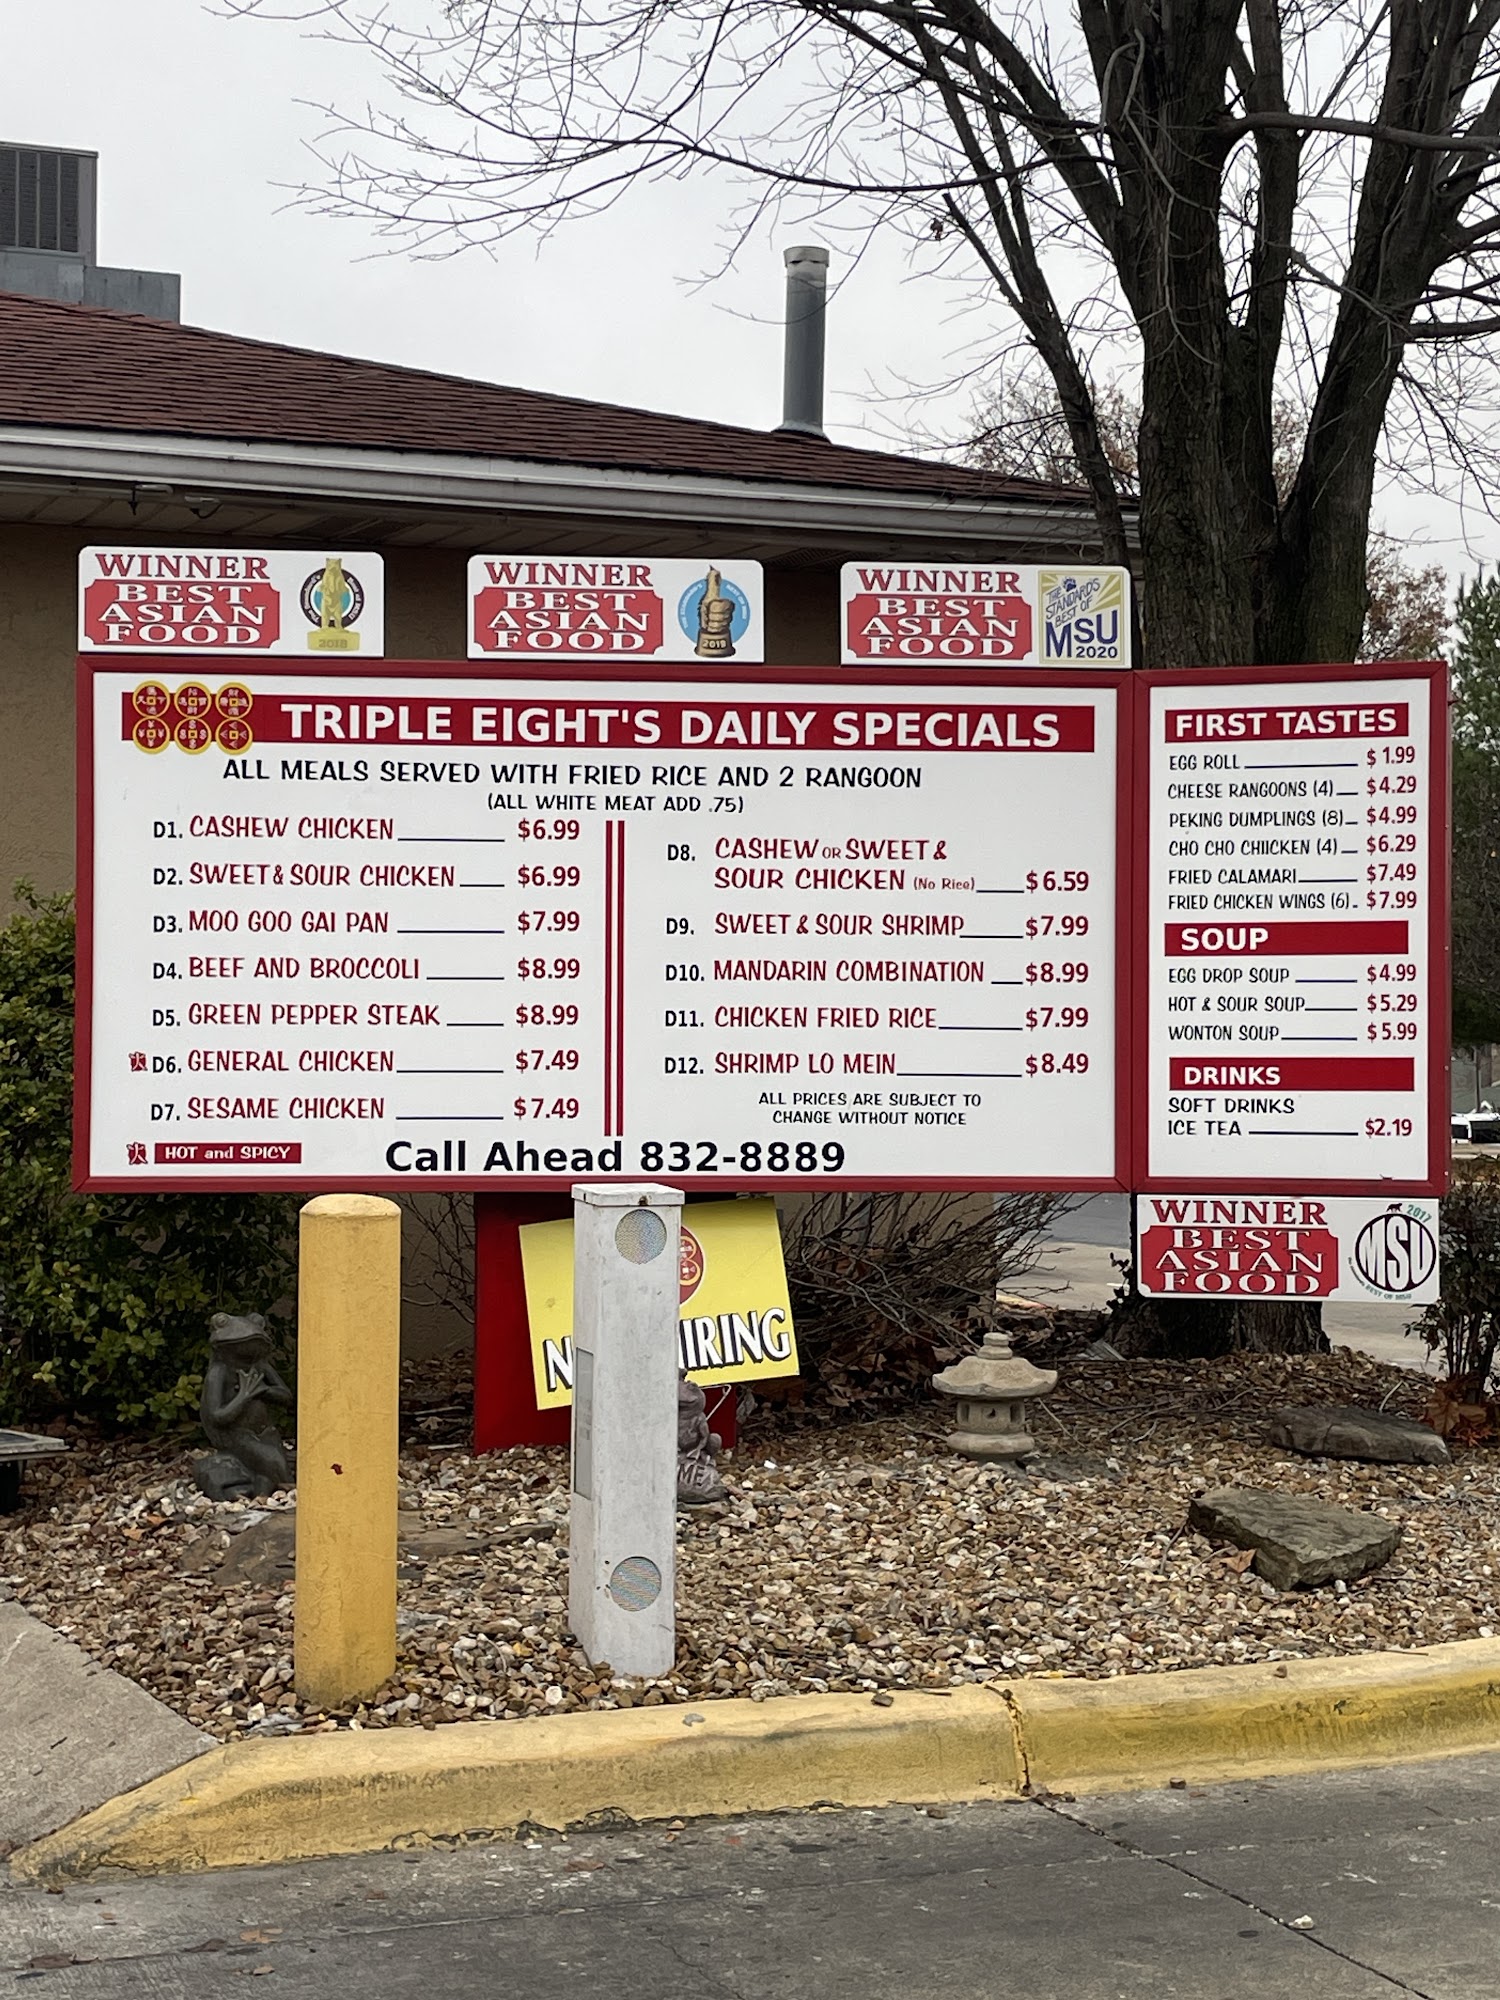 WINNER
BEST
ASIAN
FOOD
2018
WINNER
BEST
ASIAN
FOOD
2019
WINNER
BEST
ASIAN
FOOD
THE
STANDARD'S
BEST OF
MSU
2020
TRIPLE EIGHT'S DAILY SPECIALS
ALL MEALS SERVED WITH FRIED RICE AND 2 RANGOON
(ALL WHITE MEAT ADD .75)
D1. CASHEW CHICKEN $6.99
D2. SWEET & SOUR CHICKEN $6.99
D3. MOO GOO GAI PAN $7.99
D4. BEEF AND BROCCOLI $8.99
D5. GREEN PEPPER STEAK $8.99
D6. GENERAL CHICKEN $7.49
D7. SESAME CHICKEN $7.49
HOT and SPICY
D8. CASHEW OR SWEET &
SOUR CHICKEN (No Rice) $6.59
D9. SWEET & SOUR SHRIMP $7.99
D10. MANDARIN COMBINATION $8.99
D11. CHICKEN FRIED RICE $7.99
D12. SHRIMP LO MEIN $8.49
ALL PRICES ARE SUBJECT TO
CHANGE WITHOUT NOTICE
Call Ahead 832-8889
FIRST TASTES
EGG ROLL $1.99
CHEESE RANGOONS (4) $4.29
PEKING DUMPLINGS (8) $4.99
CHO CHO CHIICKEN (4) $6.29
FRIED CALAMARI $7.49
FRIED CHICKEN WINGS (6) $7.99
SOUP
EGG DROP SOUP $4.99
HOT & SOUR SOUP $5.29
WONTON SOUP $5.99
DRINKS
SOFT DRINKS
ICE TEA $2.19
WINNER
BEST
ASIAN
FOOD
2017
MSU
BEST OF MSU
N IRING
ME